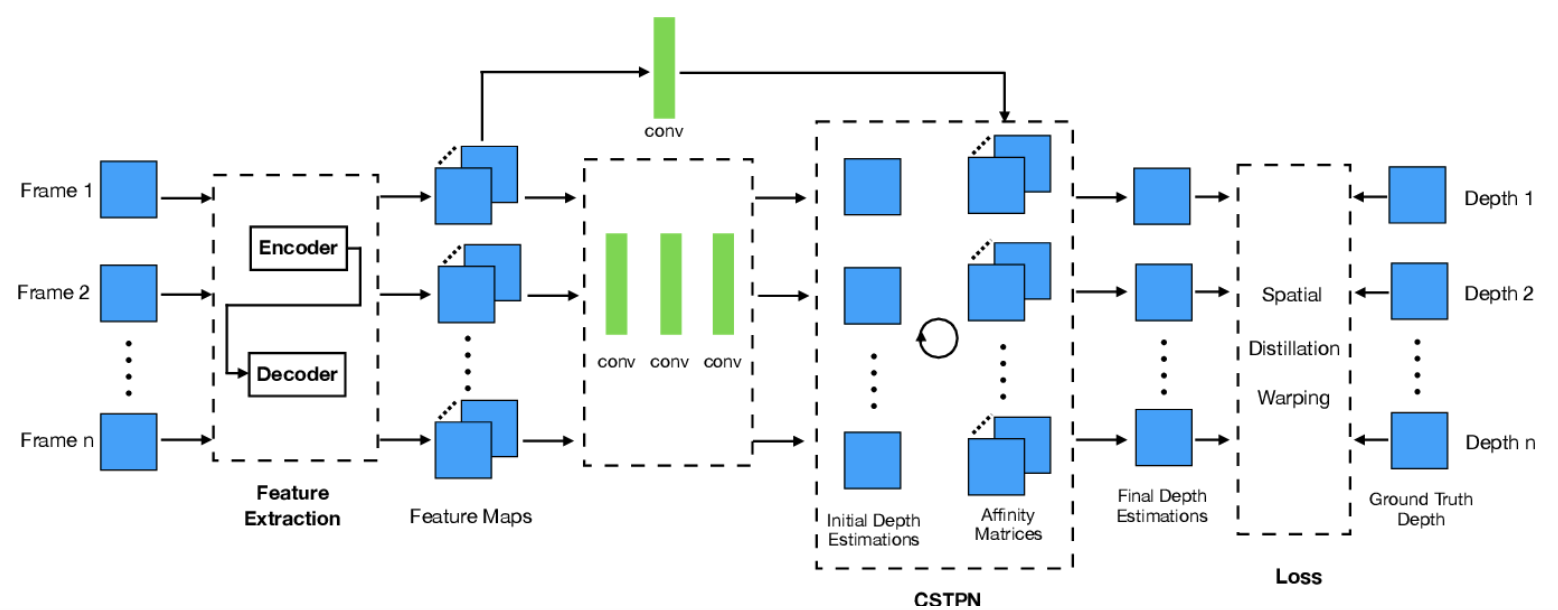 conv
Frame 1
Frame 2
Frame n
Encoder
Decoder
Feature
Extraction
Feature Maps
conv conv conv
Initial Depth
Estimations
Affinity
Matrices
CSTPN
Final Depth
Estimations
Spatial
Distillation
Warping
Loss
Depth 1
Depth 2
Depth n
Ground Truth
Depth